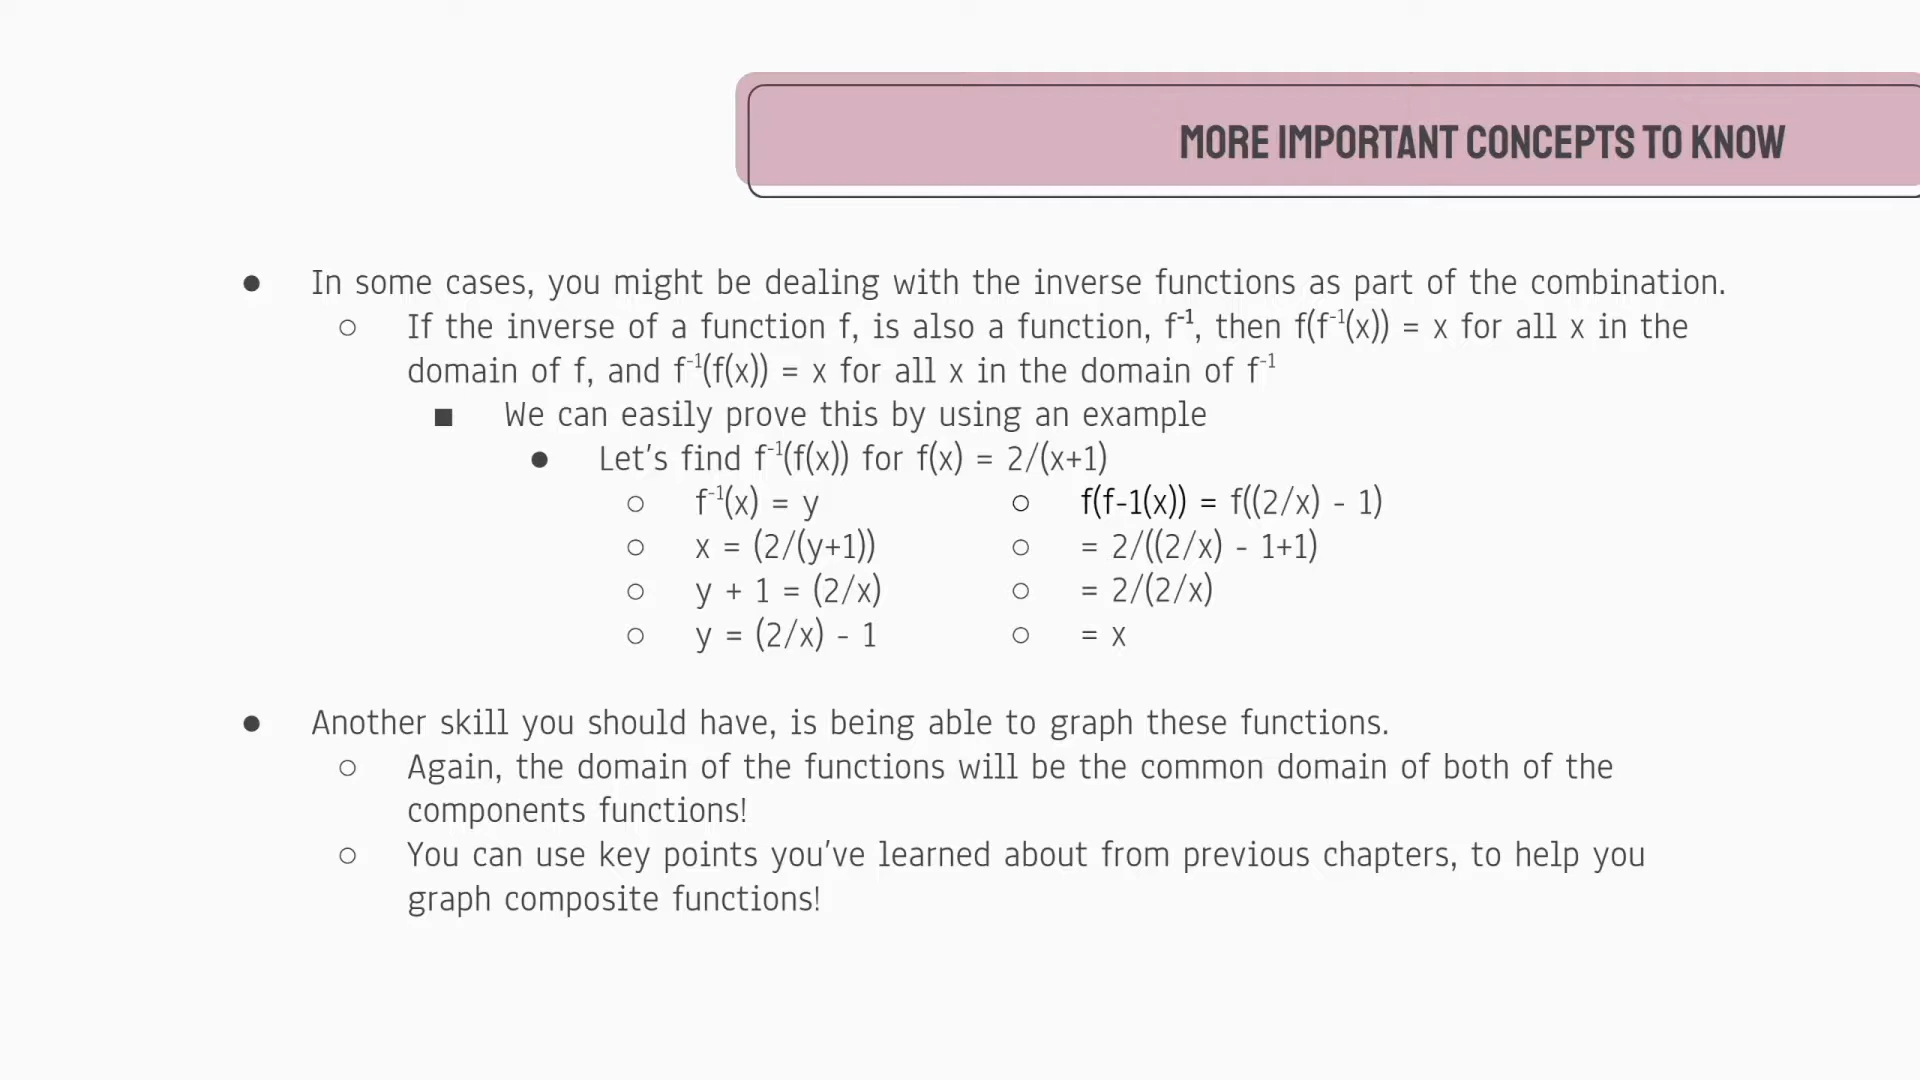 MORE IMPORTANT CONCEPTS TO KNOW
● In some cases, you might be dealing with the inverse functions as part of the combination.
○ If the inverse of a function f, is also a function, f⁻¹, then f(f⁻¹(x)) = x for all x in the
domain of f, and f⁻¹(f(x)) = x for all x in the domain of f⁻¹
■ We can easily prove this by using an example
● Let's find f⁻¹(f(x)) for f(x) = 2/(x+1)
○ f⁻¹(x) = y
○ x = (2/(y+1))
○ y + 1 = (2/x)
○ y = (2/x) - 1
○ f(f-1(x)) = f((2/x) - 1)
○ = 2/((2/x) - 1+1)
○ = 2/(2/x)
○ = x
● Another skill you should have, is being able to graph these functions.
○ Again, the domain of the functions will be the common domain of both of the
components functions!
○ You can use key points you've learned about from previous chapters, to help you
graph composite functions!